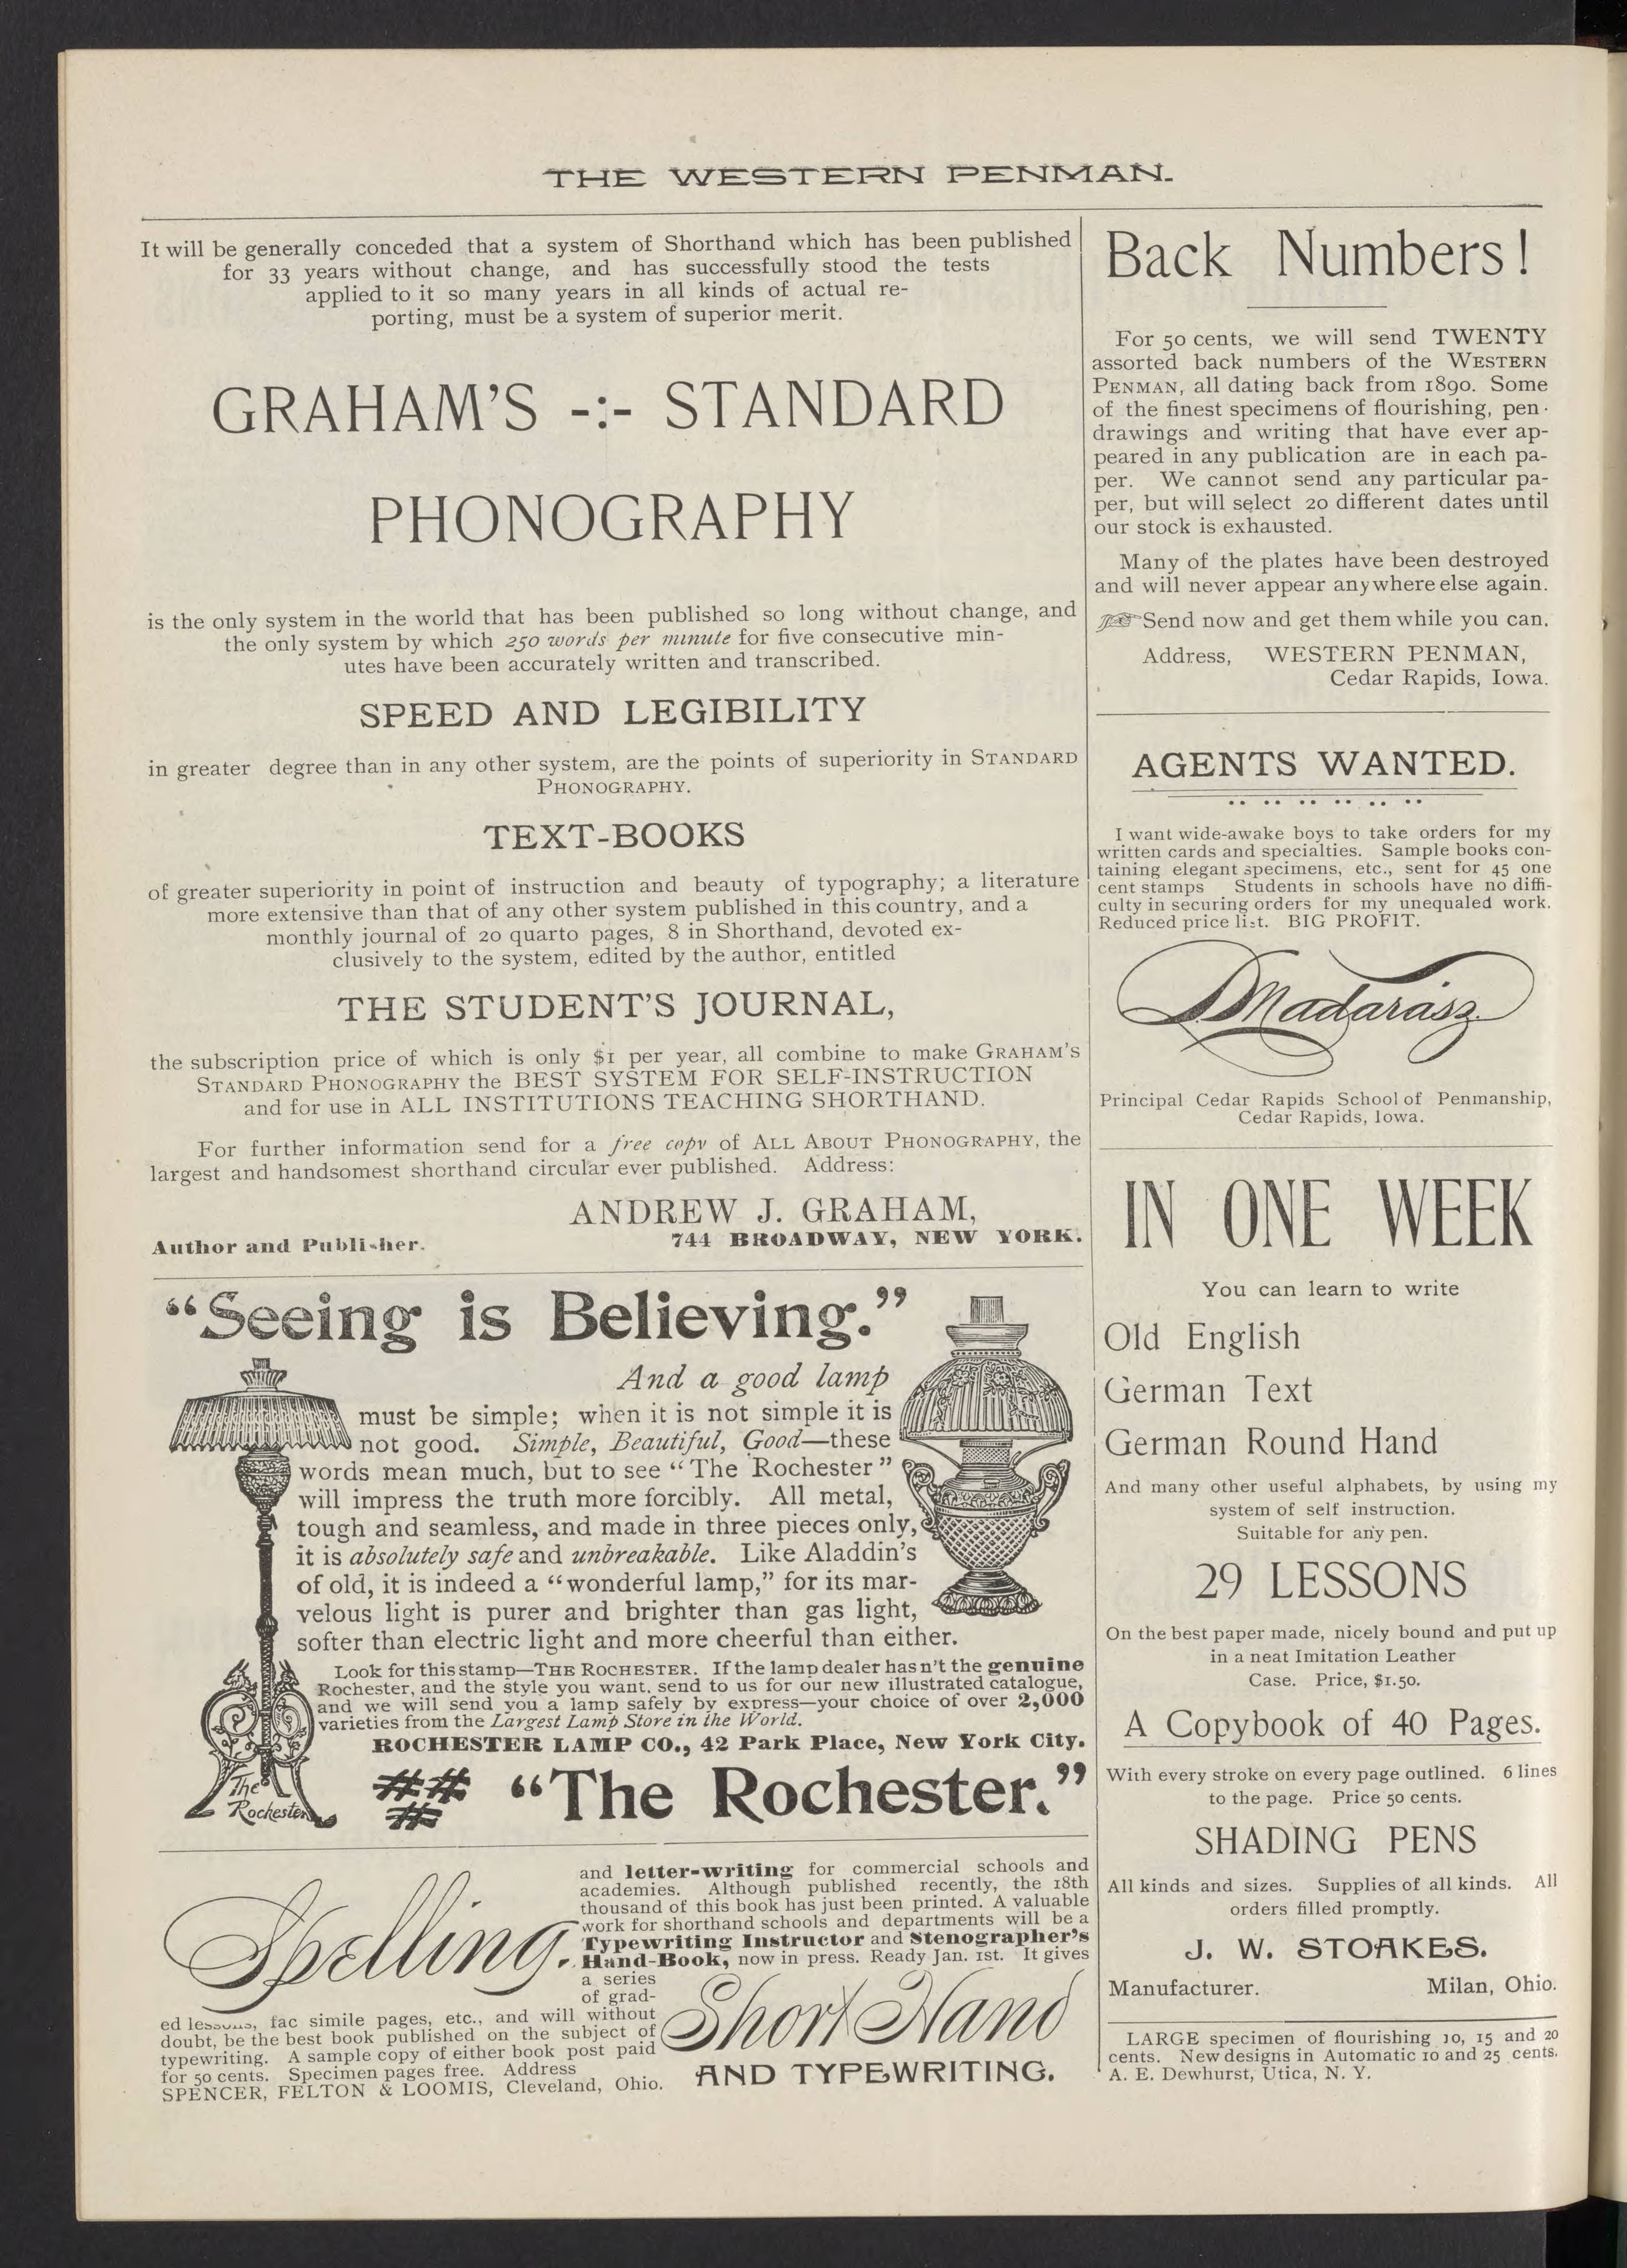 THE WESTERN PENMAN.
It will be generally conceded that a system of Shorthand which has been published
for 33 years without change, and has successfully stood the tests
applied to it so many years in all kinds of actual re-
porting, must be a system of superior merit.
GRAHAM'S -:- STANDARD
PHONOGRAPHY
is the only system in the world that has been published so long without change, and
the only system by which 250 words per minute for five consecutive min-
utes have been accurately written and transcribed.
SPEED AND LEGIBILITY
in greater degree than in any other system, are the points of superiority in STANDARD
PHONOGRAPHY.
TEXT-BOOKS
of greater superiority in point of instruction and beauty of typography; a literature
more extensive than that of any other system published in this country, and a
monthly journal of 20 quarto pages, 8 in Shorthand, devoted ex-
clusively to the system, edited by the author, entitled
THE STUDENT'S JOURNAL,
the subscription price of which is only $1 per year, all combine to make GRAHAM'S
STANDARD PHONOGRAPHY the BEST SYSTEM FOR SELF-INSTRUCTION
and for use in ALL INSTITUTIONS TEACHING SHORTHAND.
For further information send for a free copy of ALL ABOUT PHONOGRAPHY, the
largest and handsomest shorthand circular ever published. Address:
ANDREW J. GRAHAM,
Author and Publisher. 744 BROADWAY, NEW YORK.
"Seeing is Believing."
And a good lamp
must be simple; when it is not simple it is
not good. Simple, Beautiful, Good—these
words mean much, but to see "The Rochester"
will impress the truth more forcibly. All metal,
tough and seamless, and made in three pieces only,
it is absolutely safe and unbreakable. Like Aladdin's
of old, it is indeed a "wonderful lamp," for its mar-
velous light is purer and brighter than gas light,
softer than electric light and more cheerful than either.
Look for this stamp—THE ROCHESTER. If the lamp dealer hasn't the genuine
Rochester, and the style you want, send to us for our new illustrated catalogue,
and we will send you a lamp safely by express—your choice of over 2,000
varieties from the Largest Lamp Store in the World.
ROCHESTER LAMP CO., 42 Park Place, New York City.
The
Rochester
"The Rochester."
Spelling.
and letter-writing for commercial schools and
academies. Although published recently, the 18th
thousand of this book has just been printed. A valuable
work for shorthand schools and departments will be a
Typewriting Instructor and Stenographer's
Hand-Book, now in press. Ready Jan. 1st. It gives
a series
of grad-
ed lessons, fac simile pages, etc., and will without
doubt, be the best book published on the subject of
typewriting. A sample copy of either book post paid
for 50 cents. Specimen pages free. Address
SPENCER, FELTON & LOOMIS, Cleveland, Ohio.
Short Hand
AND TYPEWRITING.
Back Numbers!
For 50 cents, we will send TWENTY
assorted back numbers of the WESTERN
PENMAN, all dating back from 1890. Some
of the finest specimens of flourishing, pen-
drawings and writing that have ever ap-
peared in any publication are in each pa-
per. We cannot send any particular pa-
per, but will select 20 different dates until
our stock is exhausted.
Many of the plates have been destroyed
and will never appear anywhere else again.
Send now and get them while you can.
Address, WESTERN PENMAN,
Cedar Rapids, Iowa.
AGENTS WANTED.
I want wide-awake boys to take orders for my
written cards and specialties. Sample books con-
taining elegant specimens, etc., sent for 45 one
cent stamps Students in schools have no diffi-
culty in securing orders for my unequaled work.
Reduced price list. BIG PROFIT.
L Madarasz.
Principal Cedar Rapids School of Penmanship,
Cedar Rapids, Iowa.
IN ONE WEEK
You can learn to write
Old English
German Text
German Round Hand
And many other useful alphabets, by using my
system of self instruction.
Suitable for any pen.
29 LESSONS
On the best paper made, nicely bound and put up
in a neat Imitation Leather
Case. Price, $1.50.
A Copybook of 40 Pages.
With every stroke on every page outlined. 6 lines
to the page. Price 50 cents.
SHADING PENS
All kinds and sizes. Supplies of all kinds. All
orders filled promptly.
J. W. STOAKES.
Manufacturer. Milan, Ohio.
LARGE specimen of flourishing 10, 15 and 20
cents. New designs in Automatic 10 and 25 cents.
A. E. Dewhurst, Utica, N. Y.